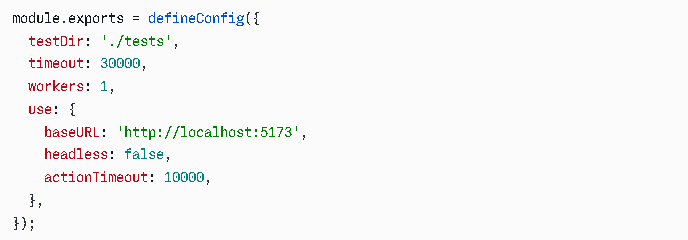 module.exports = defineConfig({
  testDir: './tests',
  timeout: 30000,
  workers: 1,
  use: {
    baseURL: 'http://localhost:5173',
    headless: false,
    actionTimeout: 10000,
  },
});